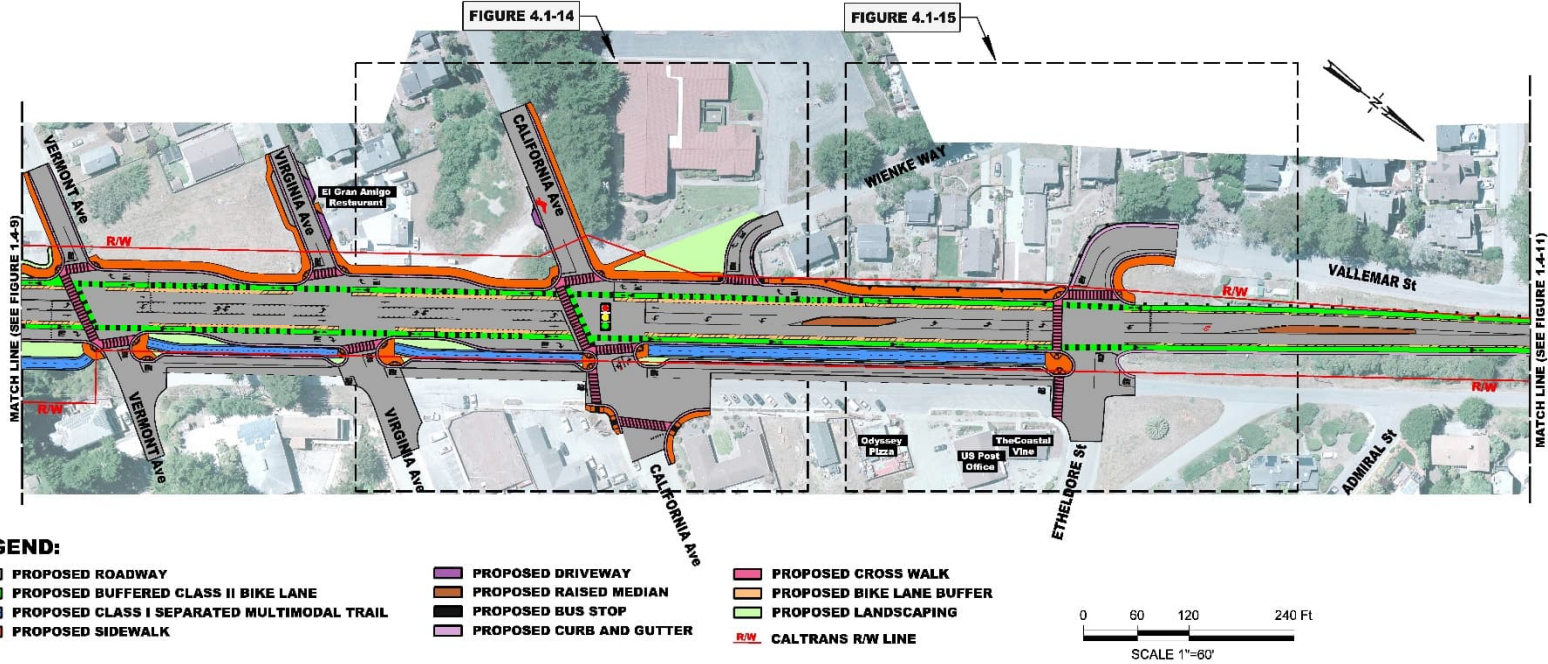 FIGURE 4.1-14
FIGURE 4.1-15
N
VERMONT Ave
VIRGINIA Ave
El Gran Amigo
Restaurant
CALIFORNIA Ave
WIENKE WAY
VALLEMAR St
R/W
R/W
R/W
R/W
MATCH LINE (SEE FIGURE 1.4-9)
MATCH LINE (SEE FIGURE 1.4-11)
VERMONT Ave
VIRGINIA Ave
CALIFORNIA Ave
Odyssey
Pizza
US Post
Office
TheCoastal
Vine
ETHELDORE St
ADMIRAL St
GEND:
PROPOSED ROADWAY
PROPOSED BUFFERED CLASS II BIKE LANE
PROPOSED CLASS I SEPARATED MULTIMODAL TRAIL
PROPOSED SIDEWALK
PROPOSED DRIVEWAY
PROPOSED RAISED MEDIAN
PROPOSED BUS STOP
PROPOSED CURB AND GUTTER
PROPOSED CROSS WALK
PROPOSED BIKE LANE BUFFER
PROPOSED LANDSCAPING
R/W CALTRANS R/W LINE
0 60 120 240 Ft
SCALE 1"=60'